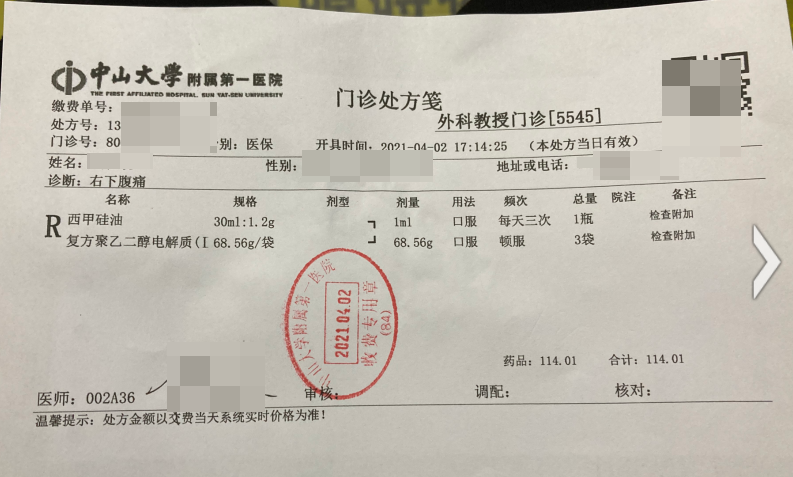 中山大学附属第一医院
THE FIRST AFFILIATED HOSPITAL, SUN YAT-SEN UNIVERSITY
门诊处方笺
外科教授门诊[5545]
缴费单号:
处方号:13
门诊号:80 别:医保 开具时间:2021-04-02 17:14:25 (本处方当日有效)
姓名: 性别: 地址或电话:
诊断:右下腹痛
名称 规格 剂型 剂量 用法 频次 总量 院注 备注
R 西甲硅油 30ml:1.2g ┐ 1ml 口服 每天三次 1瓶 检查附加
复方聚乙二醇电解质(I 68.56g/袋 ┘ 68.56g 口服 顿服 3袋 检查附加
中山大学附属第一医院
2021.04.02
收费专用章
(84)
药品:114.01 合计:114.01
医师:002A36 审核: 调配: 核对:
温馨提示:处方金额以交费当天系统实时价格为准!